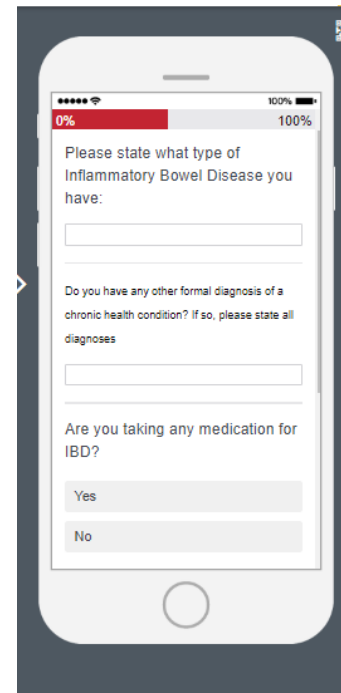 100%
0% 100%
Please state what type of
Inflammatory Bowel Disease you
have:
Do you have any other formal diagnosis of a
chronic health condition? If so, please state all
diagnoses
Are you taking any medication for
IBD?
Yes
No